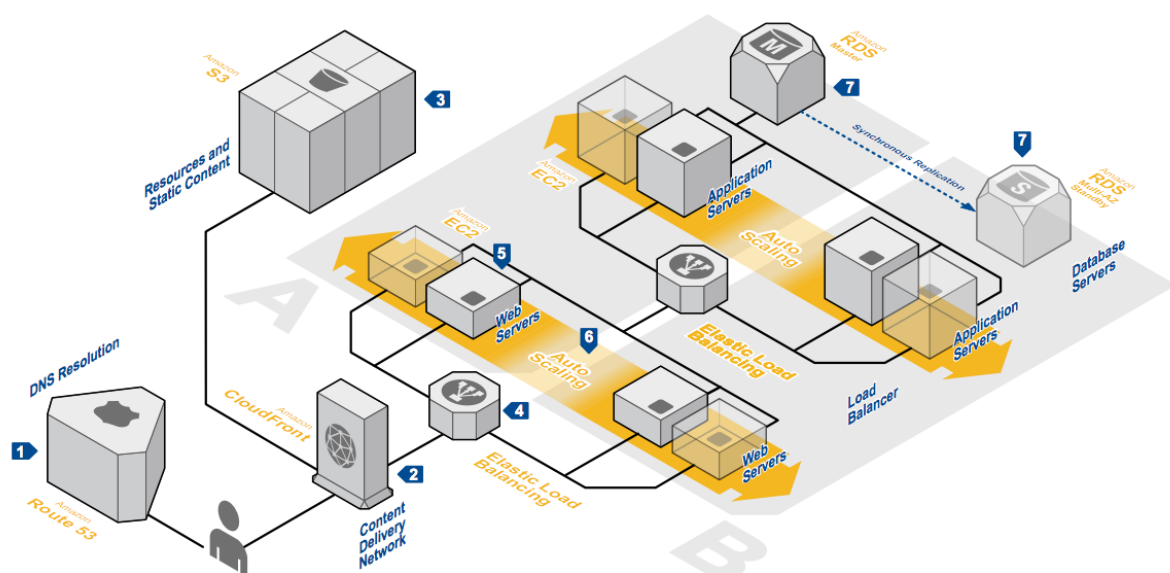 Amazon
S3
3
Resources and
Static Content
Amazon
RDS
Master
7
Synchronous Replication
7
Amazon
RDS
Multi-AZ
Standby
Database
Servers
M
S
Amazon
EC2
Application
Servers
Auto
Scaling
Application
Servers
Elastic Load
Balancing
Load
Balancer
Amazon
EC2
5
Web
Servers
6
Auto
Scaling
Web
Servers
4
Elastic Load
Balancing
A
B
DNS Resolution
1
Amazon
Route 53
Amazon
CloudFront
2
Content
Delivery
Network